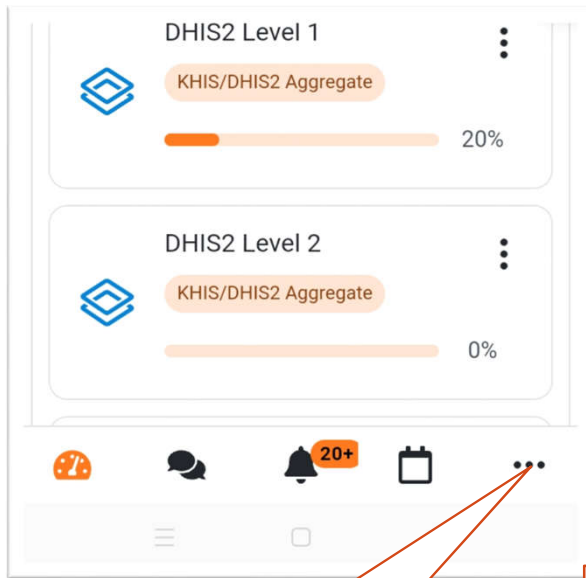 DHIS2 Level 1
KHIS/DHIS2 Aggregate
20%
DHIS2 Level 2
KHIS/DHIS2 Aggregate
0%
20+